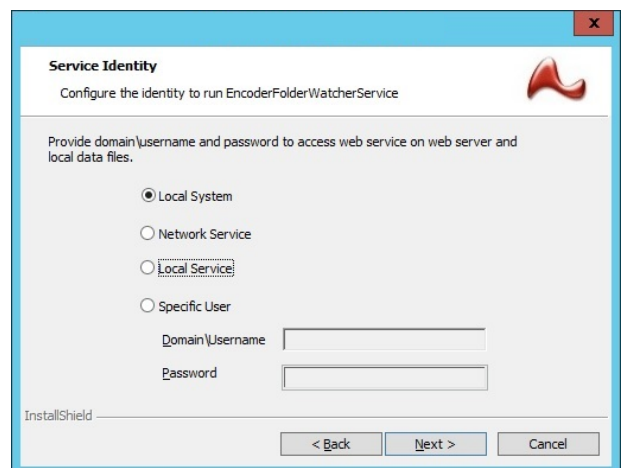 x
Service Identity
Configure the identity to run EncoderFolderWatcherService
Provide domain\username and password to access web service on web server and
local data files.
Local System
Network Service
Local Service
Specific User
Domain\Username
Password
InstallShield
< Back Next > Cancel